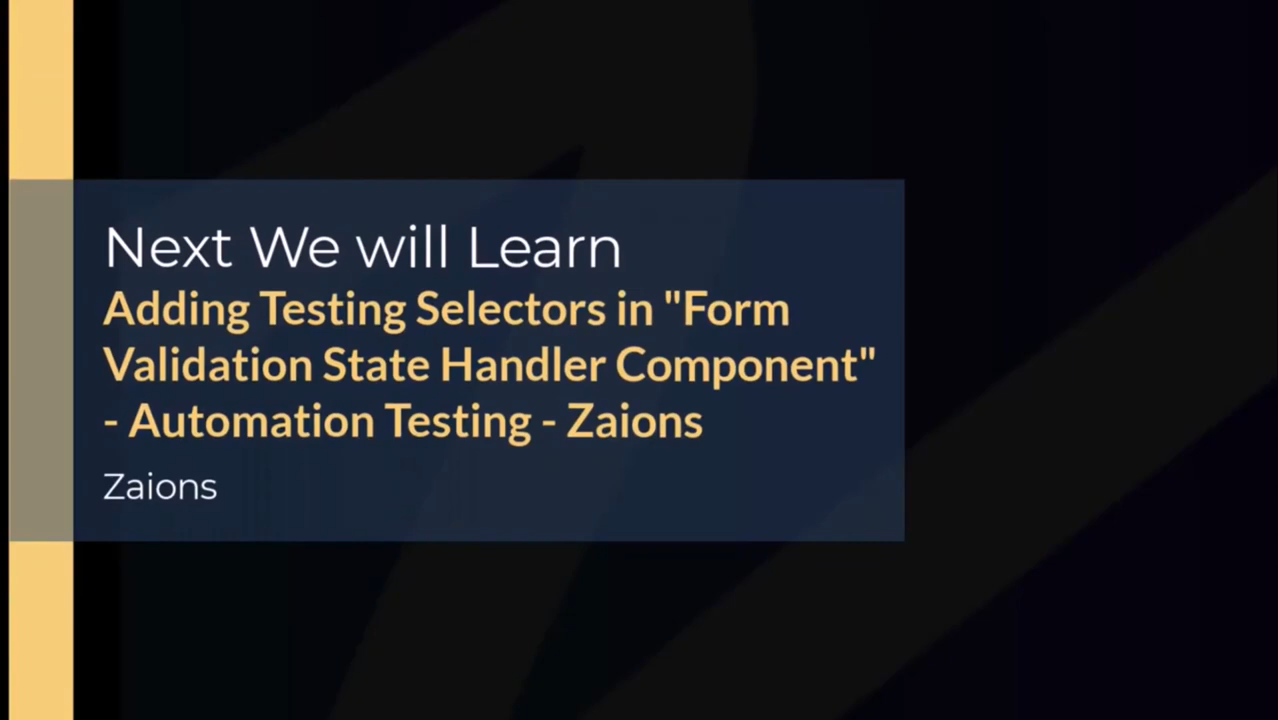 Next We will Learn
Adding Testing Selectors in "Form
Validation State Handler Component"
- Automation Testing - Zaions
Zaions